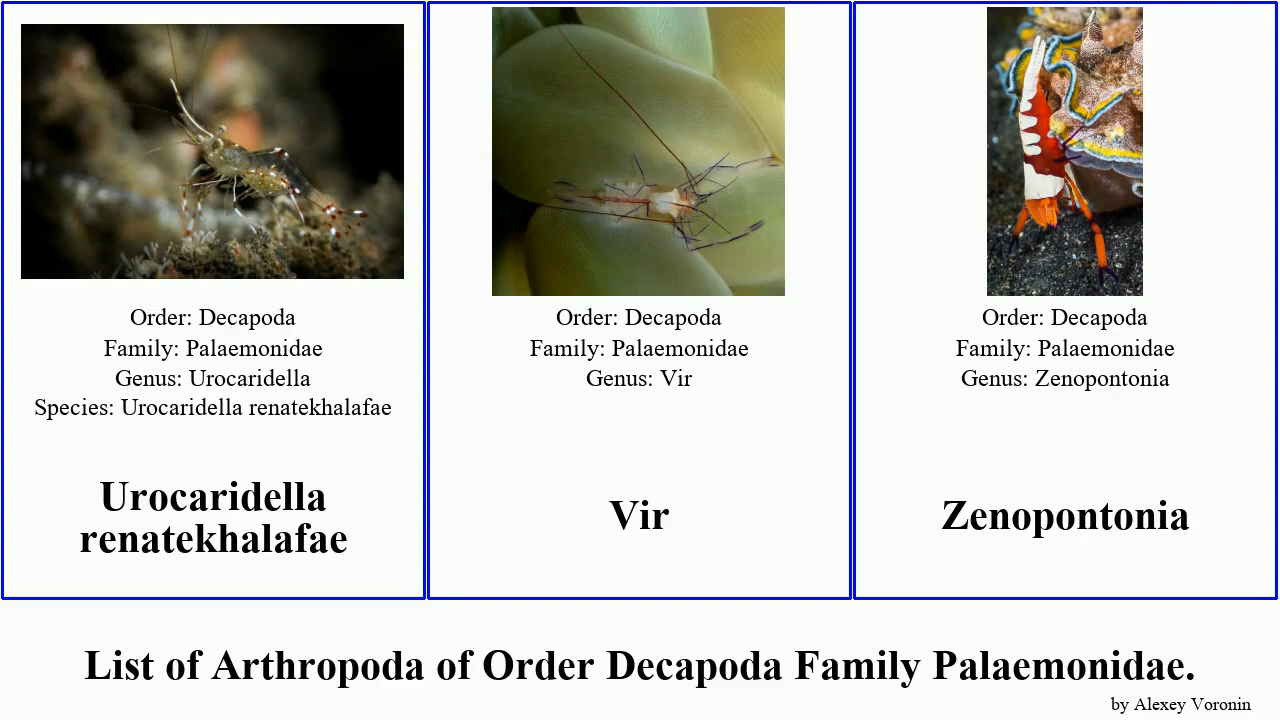 Order: Decapoda
Family: Palaemonidae
Genus: Urocaridella
Species: Urocaridella renatekhalafae
Urocaridella
renatekhalafae
Order: Decapoda
Family: Palaemonidae
Genus: Vir
Vir
Order: Decapoda
Family: Palaemonidae
Genus: Zenopontonia
Zenopontonia
List of Arthropoda of Order Decapoda Family Palaemonidae.
by Alexey Voronin